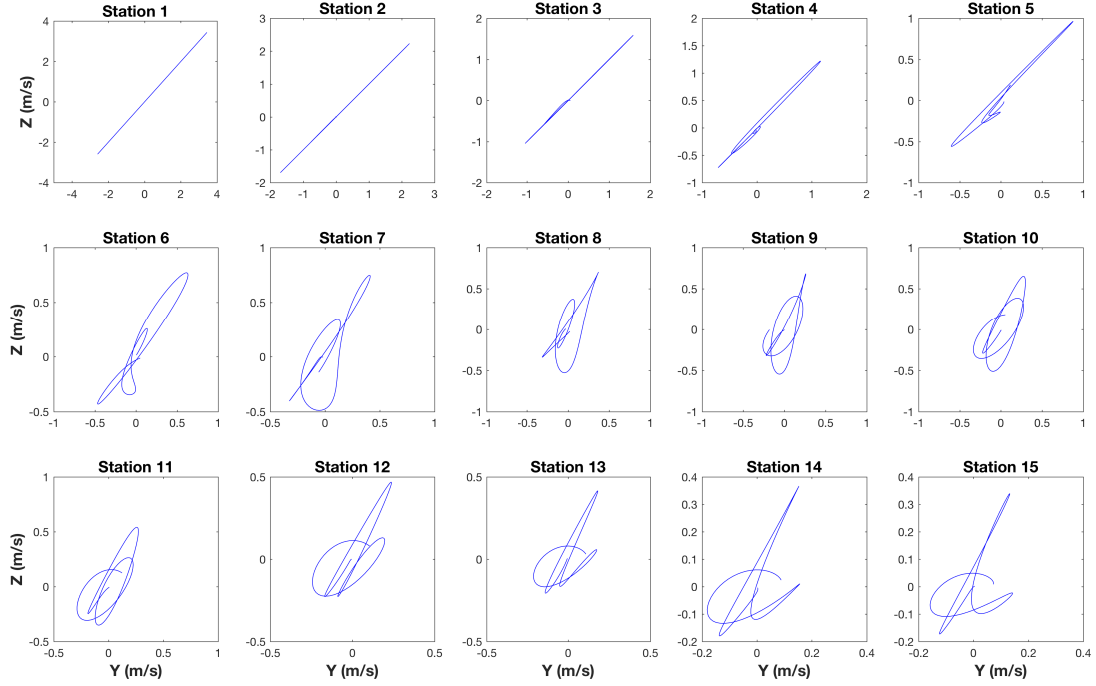 Station 1 Station 2 Station 3 Station 4 Station 5
4 3 2 2 1
2 2 1 1.5 0.5
0 1 0 1 0
-2 0 -1 0.5 -0.5
-4 -1 -2 0 -1
-2 -0.5
-1
Z (m/s)
-4 -2 0 2 4 -2 -1 0 1 2 3 -2 -1 0 1 2 -1 0 1 2 -1 -0.5 0 0.5 1
Station 6 Station 7 Station 8 Station 9 Station 10
1 1 1 1 1
0.5 0.5 0.5 0.5 0.5
0 0 0 0 0
-0.5 -0.5 -0.5 -0.5 -0.5
-1 -1 -1
Z (m/s)
-1 -0.5 0 0.5 1 -0.5 0 0.5 1 -1 -0.5 0 0.5 1 -1 -0.5 0 0.5 1 -1 -0.5 0 0.5 1
Station 11 Station 12 Station 13 Station 14 Station 15
1 0.5 0.5 0.4 0.4
0.5 0 0 0.3 0.3
0 -0.5 -0.5 0.2 0.2
-0.5 0.1 0.1
0 0
-0.1 -0.1
-0.2 -0.2
Z (m/s)
-0.5 0 0.5 1 -0.5 0 0.5 -0.5 0 0.5 -0.2 0 0.2 0.4 -0.2 0 0.2 0.4
Y (m/s) Y (m/s) Y (m/s) Y (m/s) Y (m/s)